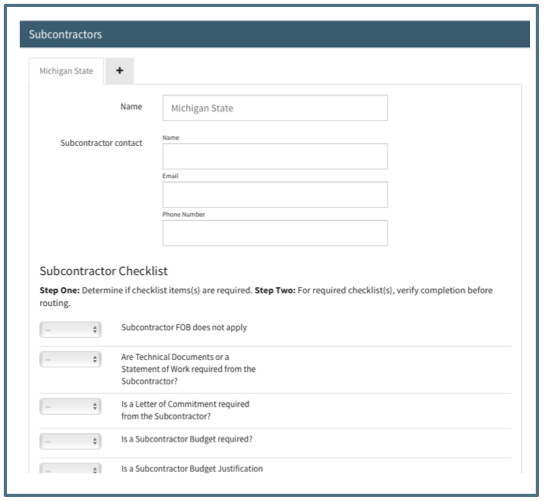 Subcontractors
Michigan State +
Name Michigan State
Subcontractor contact Name
Email
Phone Number
Subcontractor Checklist
Step One: Determine if checklist items(s) are required. Step Two: For required checklist(s), verify completion before
routing.
... Subcontractor FOB does not apply
... Are Technical Documents or a
Statement of Work required from the
Subcontractor?
... Is a Letter of Commitment required
from the Subcontractor?
... Is a Subcontractor Budget required?
... Is a Subcontractor Budget Justification